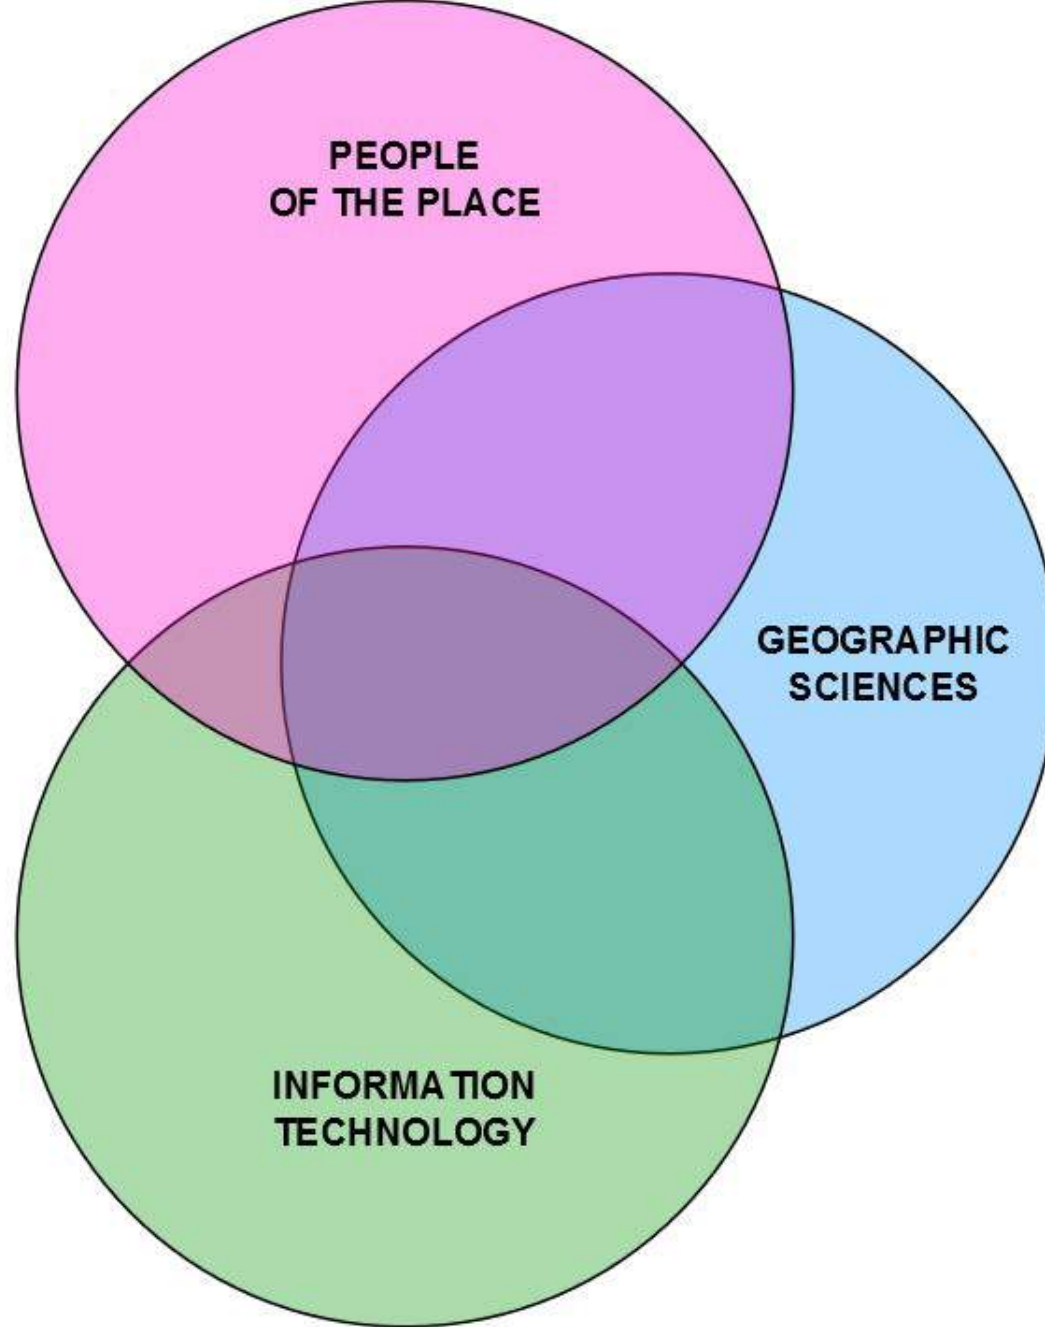 PEOPLE
OF THE PLACE
GEOGRAPHIC
SCIENCES
INFORMATION
TECHNOLOGY